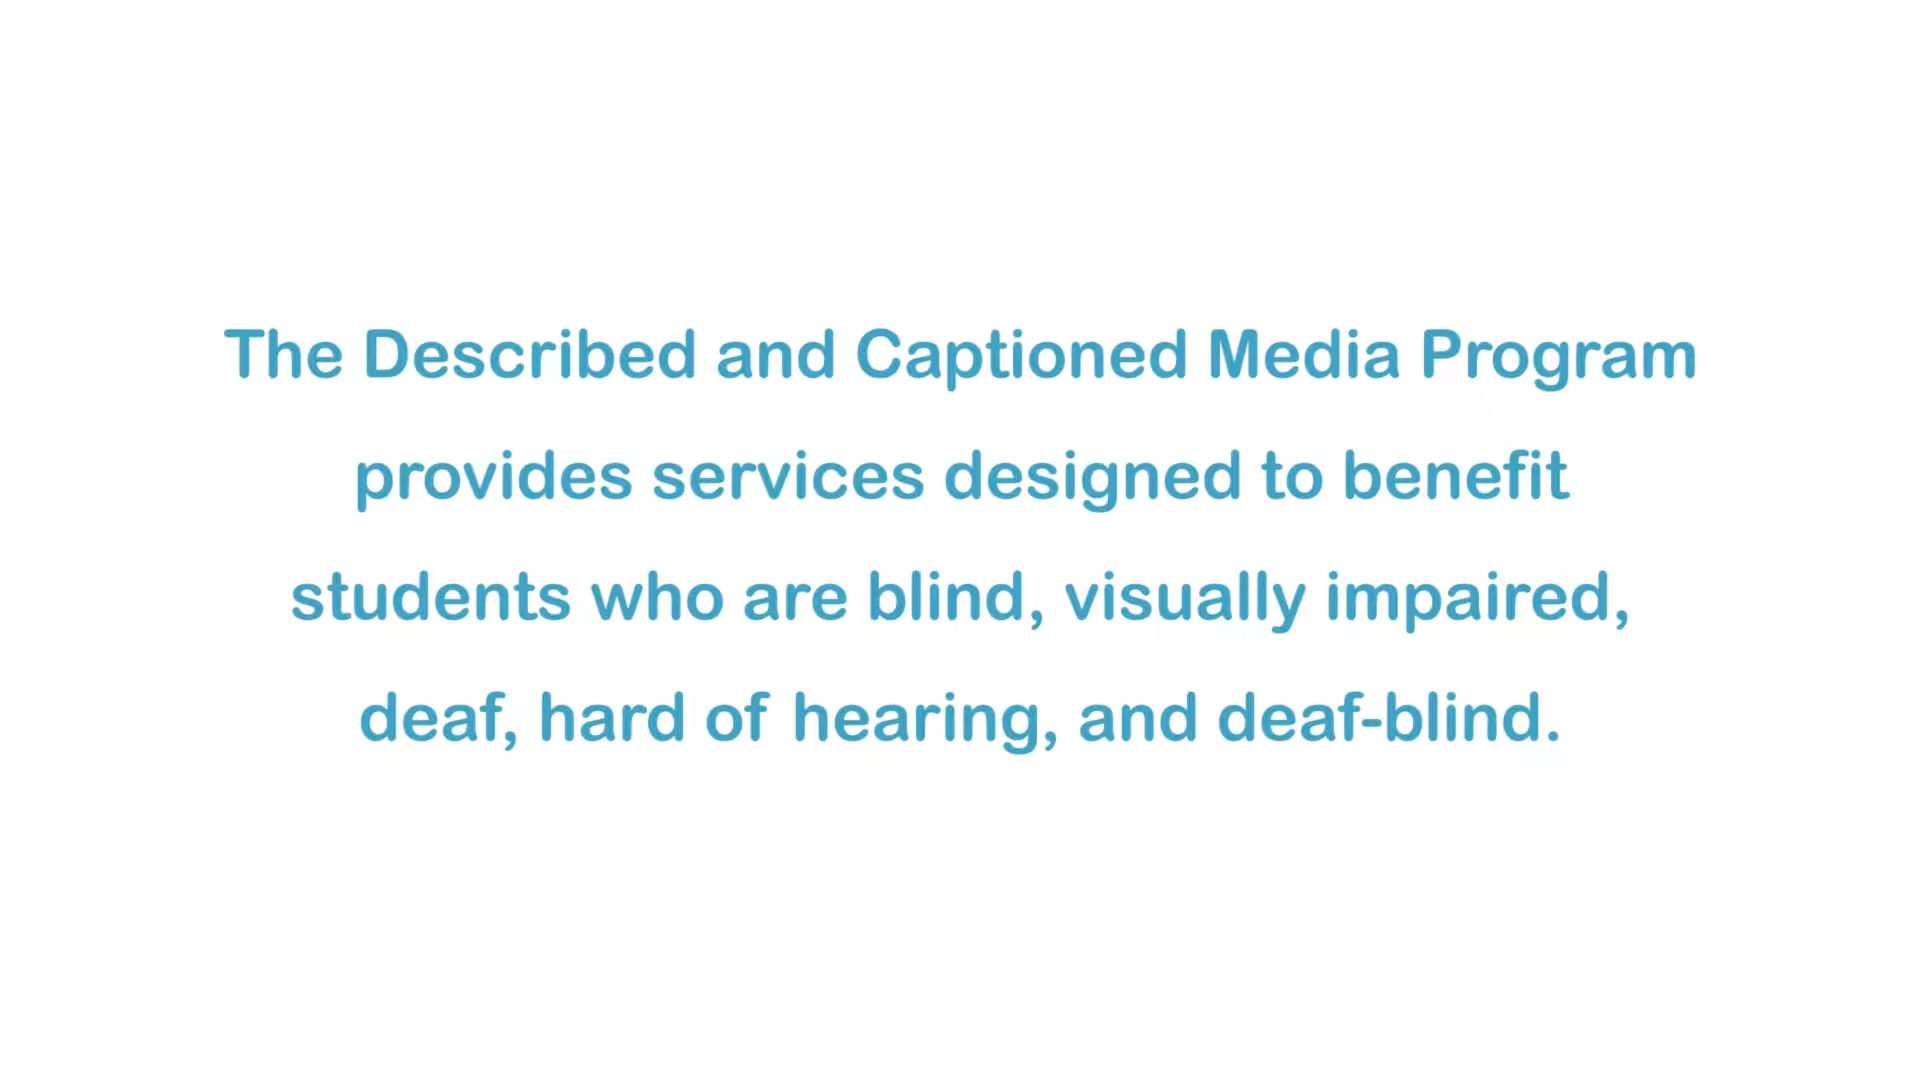 The Described and Captioned Media Program
provides services designed to benefit
students who are blind, visually impaired,
deaf, hard of hearing, and deaf-blind.